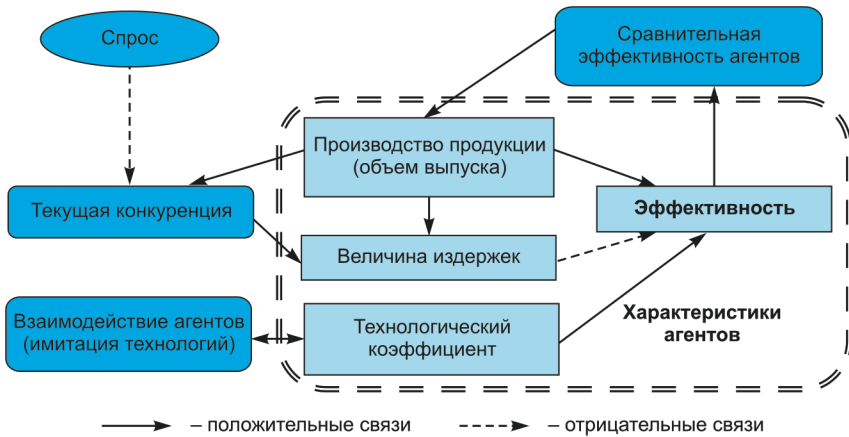 Спрос
Сравнительная
эффективность агентов
Производство продукции
(объем выпуска)
Текущая конкуренция
Эффективность
Величина издержек
Взаимодействие агентов
(имитация технологий)
Технологический
коэффициент
Характеристики
агентов
– положительные связи
– отрицательные связи